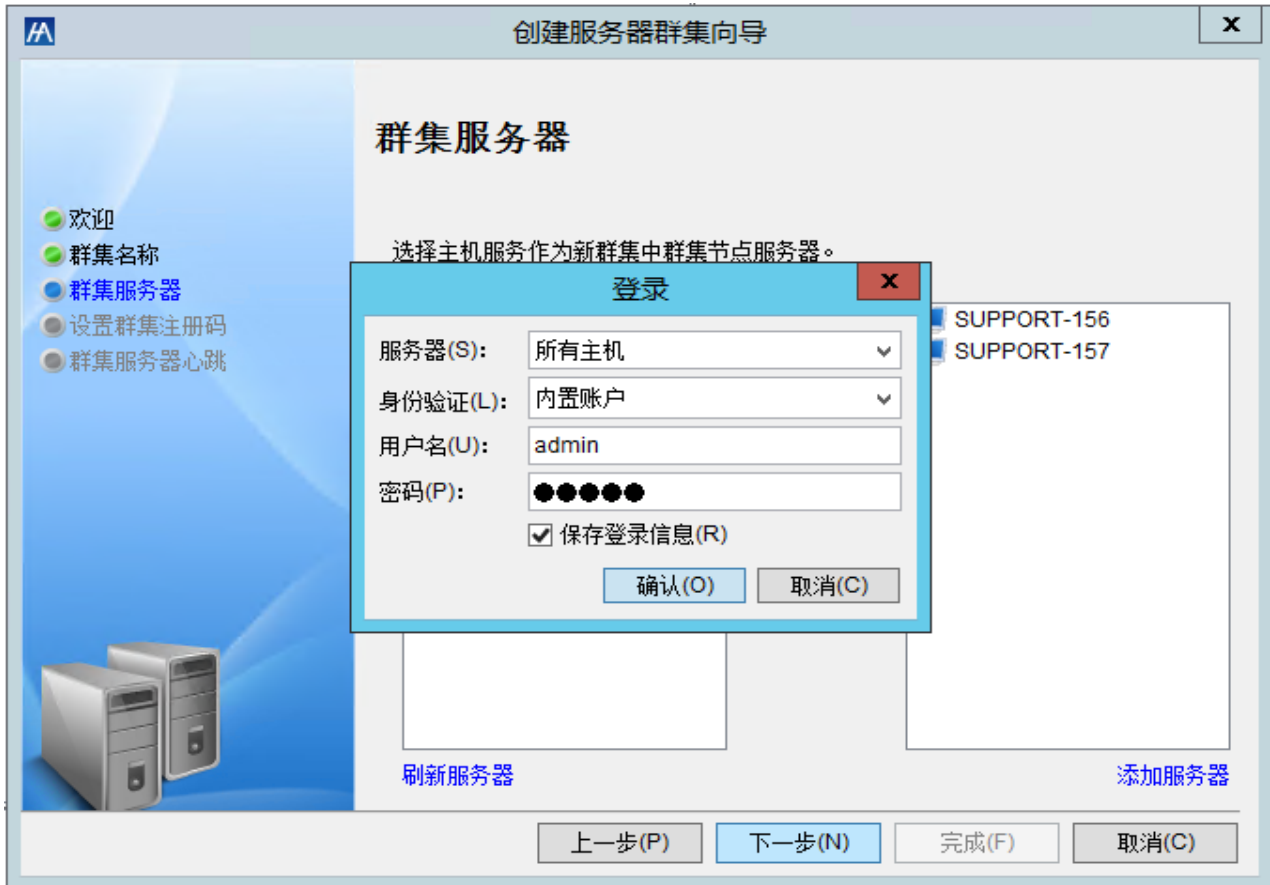 创建服务器群集向导
群集服务器
欢迎
群集名称
群集服务器
设置群集注册码
群集服务器心跳
选择主机服务作为新群集中群集节点服务器。
登录
服务器(S):
所有主机
身份验证(L):
内置账户
用户名(U):
admin
密码(P):
保存登录信息(R)
确认(O)
取消(C)
SUPPORT-156
SUPPORT-157
刷新服务器
添加服务器
上一步(P)
下一步(N)
完成(F)
取消(C)